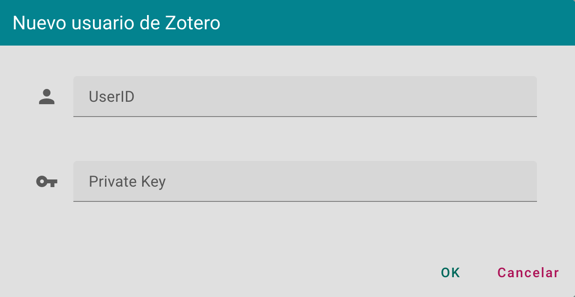 Nuevo usuario de Zotero
UserID
Private Key
OK Cancelar